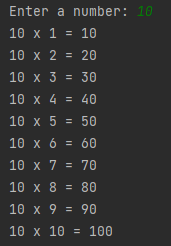 Enter a number: 10
10 x 1 = 10
10 x 2 = 20
10 x 3 = 30
10 x 4 = 40
10 x 5 = 50
10 x 6 = 60
10 x 7 = 70
10 x 8 = 80
10 x 9 = 90
10 x 10 = 100